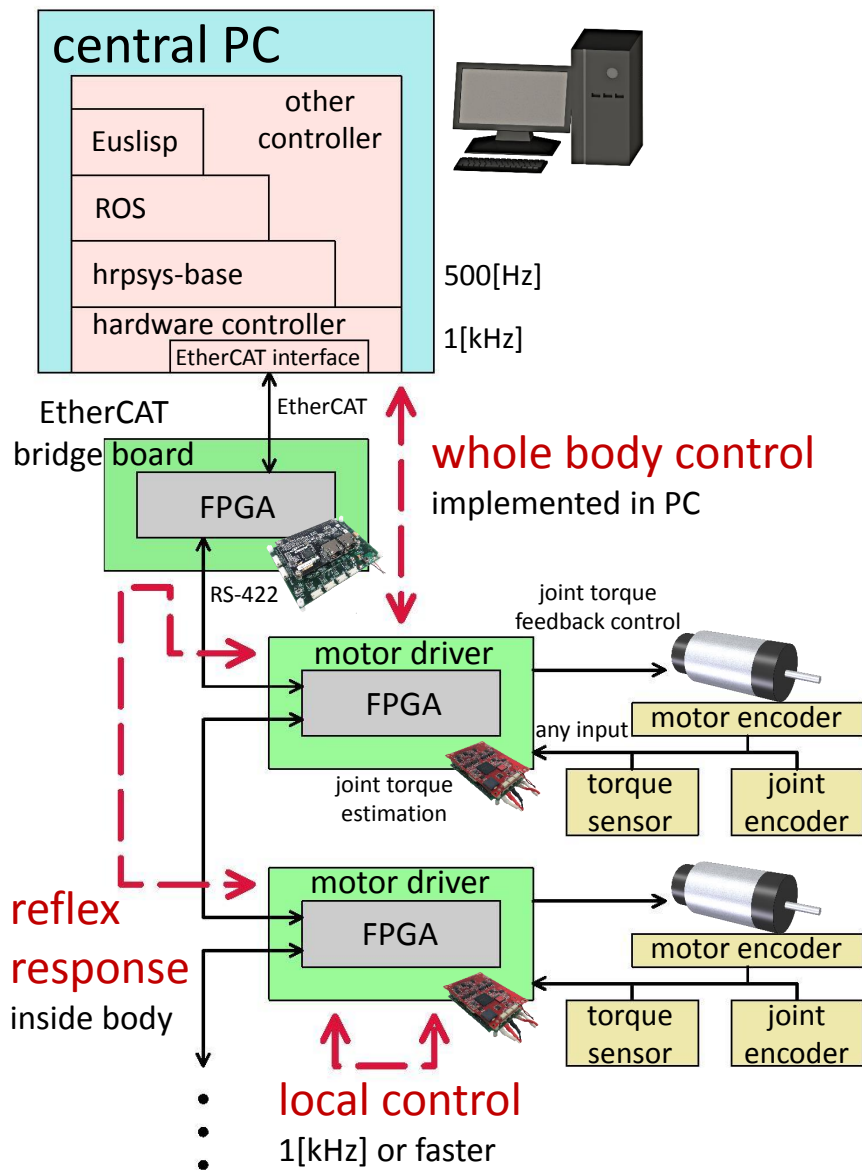 central PC
other
controller
Euslisp
ROS
hrpsys-base
500[Hz]
hardware controller
1[kHz]
EtherCAT interface
EtherCAT
EtherCAT
bridge board
FPGA
whole body control
implemented in PC
RS-422
joint torque
feedback control
motor driver
FPGA
motor encoder
any input
joint torque
estimation
torque
sensor
joint
encoder
motor driver
FPGA
motor encoder
torque
sensor
joint
encoder
reflex
response
inside body
local control
1[kHz] or faster